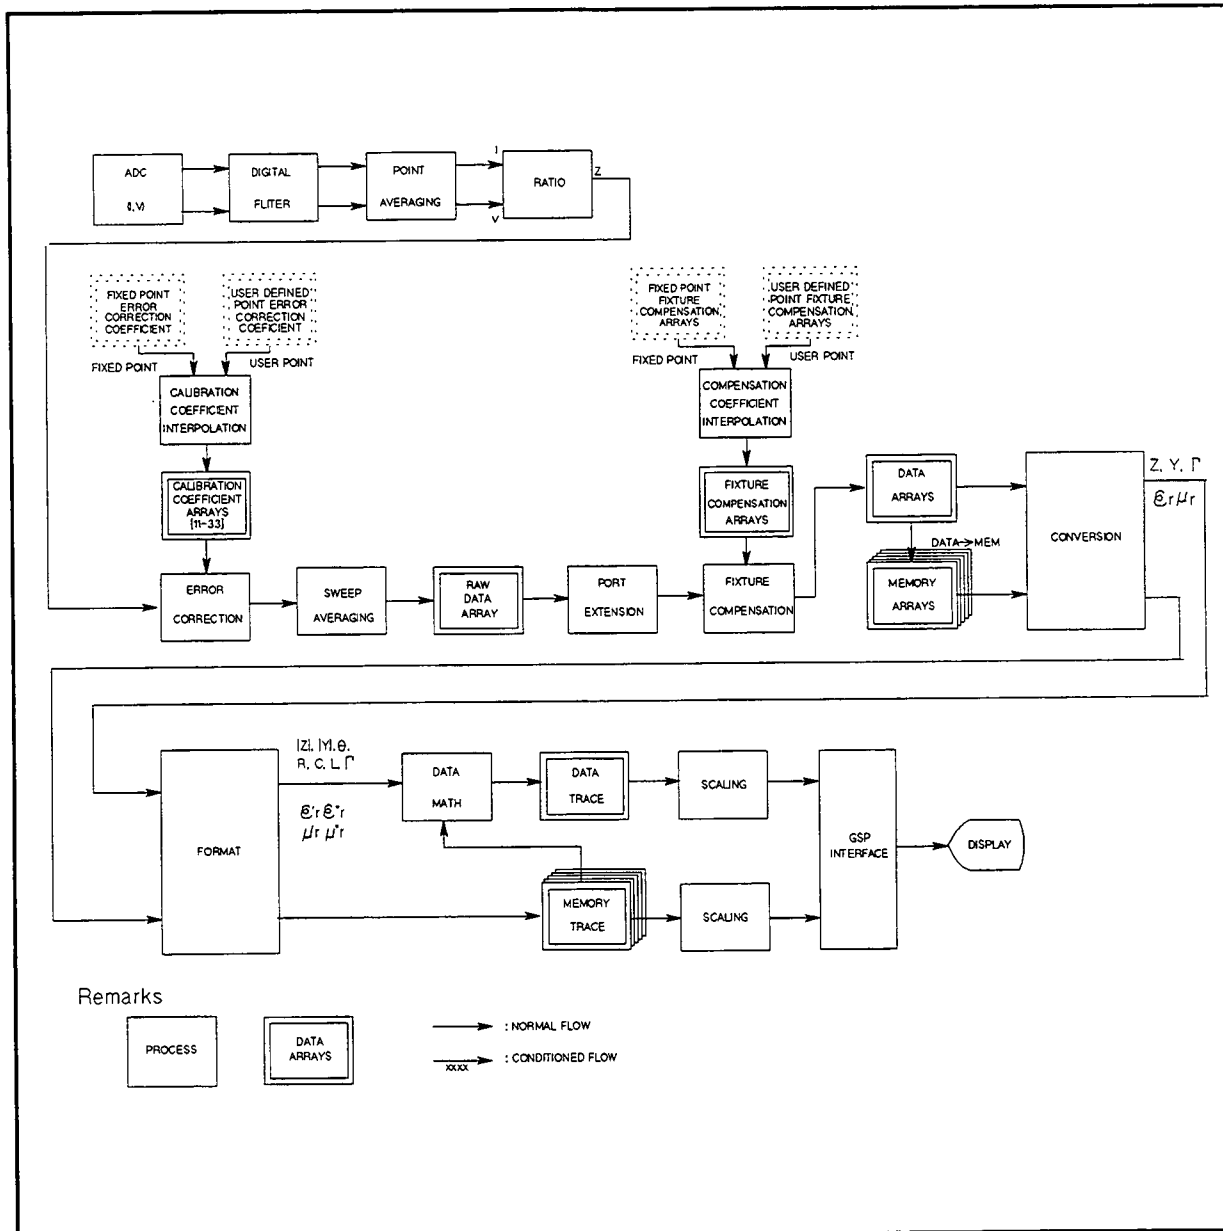 ADC
(I,V)
DIGITAL
FLITER
POINT
AVERAGING
I
V
RATIO
Z
FIXED POINT
ERROR
CORRECTION
COEFFICIENT
USER DEFINED
POINT ERROR
CORRECTION
COEFICIENT
FIXED POINT
USER POINT
CALIBRATION
COEFFICIENT
INTERPOLATION
CALIBRATION
COEFFICIENT
ARRAYS
[11-33]
FIXED POINT
FIXTURE
COMPENSATION
ARRAYS
USER DEFINED
POINT FIXTURE
COMPENSATION
ARRAYS
FIXED POINT
USER POINT
COMPENSATION
COEFFICIENT
INTERPOLATION
FIXTURE
COMPENSATION
ARRAYS
ERROR
CORRECTION
SWEEP
AVERAGING
RAW
DATA
ARRAY
PORT
EXTENSION
FIXTURE
COMPENSATION
DATA
ARRAYS
DATA→MEM
MEMORY
ARRAYS
CONVERSION
Z, Y, Γ
εr μr
FORMAT
|Z|, |Y|, θ,
R, C, L, Γ
ε'r ε"r
μ'r μ"r
DATA
MATH
DATA
TRACE
SCALING
MEMORY
TRACE
SCALING
GSP
INTERFACE
DISPLAY
Remarks
PROCESS
DATA
ARRAYS
: NORMAL FLOW
XXXX
: CONDITIONED FLOW